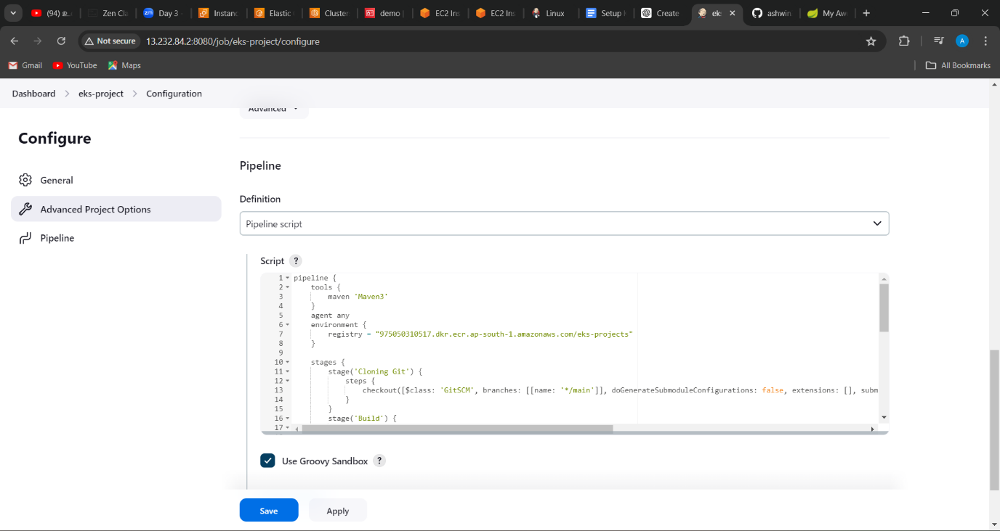 (94)
Zen Cla
Day 3
Instanc
Elastic
Cluster
demo
EC2 Ins
EC2 Ins
Linux
Setup
Create
eks
ashwin
My Aw
Not secure
13.232.84.2:8080/job/eks-project/configure
A
Gmail
YouTube
Maps
All Bookmarks
Dashboard
eks-project
Configuration
Advanced
Configure
General
Advanced Project Options
Pipeline
Pipeline
Definition
Pipeline script
Script ?
1 pipeline {
2 tools {
3 maven 'Maven3'
4 }
5 agent any
6 environment {
7 registry = "975050310517.dkr.ecr.ap-south-1.amazonaws.com/eks-projects"
8 }
9
10 stages {
11 stage('Cloning Git') {
12 steps {
13 checkout([$class: 'GitSCM', branches: [[name: '*/main']], doGenerateSubmoduleConfigurations: false, extensions: [], subm
14 }
15 }
16 stage('Build') {
17
Use Groovy Sandbox ?
Save
Apply